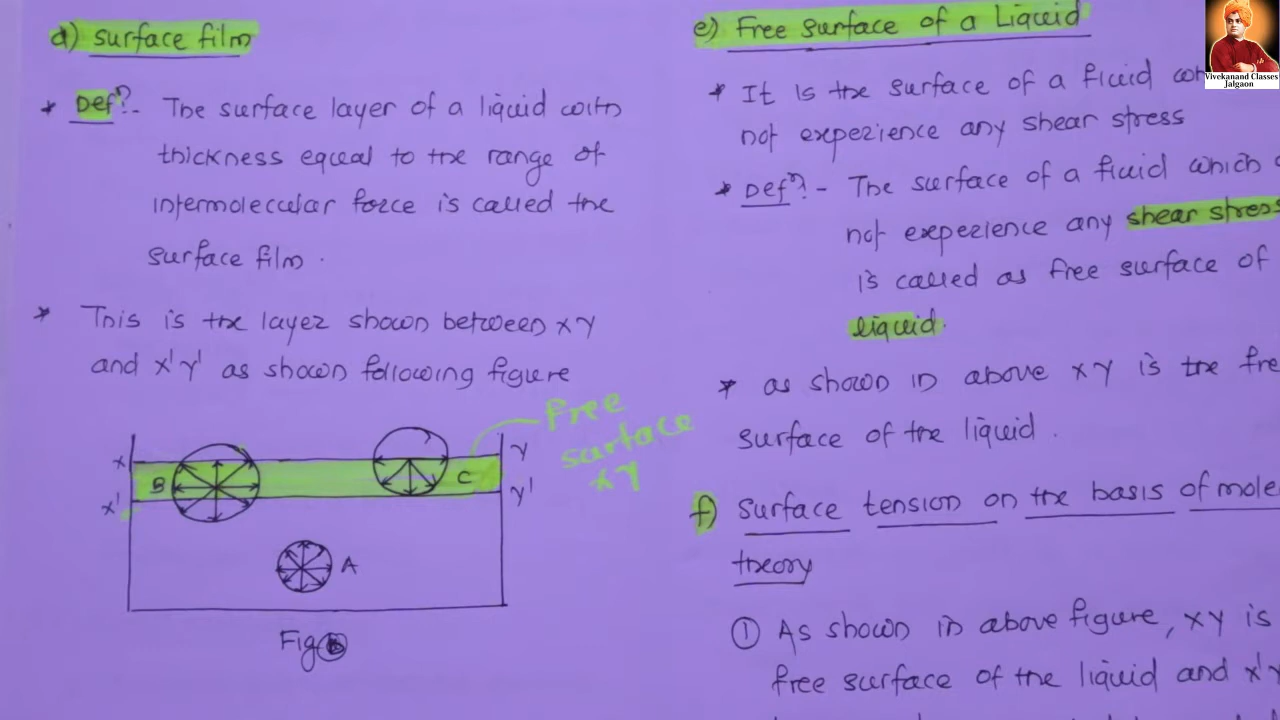 d) surface film
* Defn:- The surface layer of a liquid with
thickness equal to the range of
intermolecular force is called the
surface film.
* This is the layer shown between xy
and x'y' as shown following figure
Free
surface
xy
x
y
B
C
x'
y'
A
Fig
e) Free surface of a Liquid
* It is the surface of a fluid
not experience any shear stress
* Defn:- The surface of a fluid which
not experience any shear stress
is called as free surface of
liquid.
* as shown in above xy is the fre
surface of the liquid.
f) surface tension on the basis of mole
theory
① As shown in above figure, xy is
free surface of the liquid and x'y
Vivekanand Classes
Jalgaon